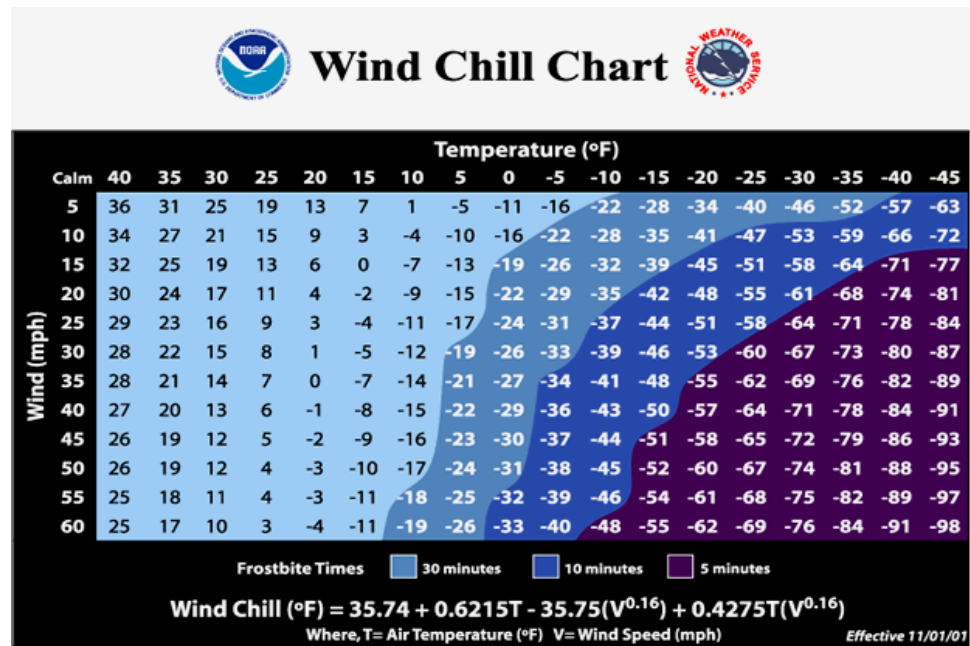 NOAA
Wind Chill Chart
NATIONAL WEATHER SERVICE
Temperature (ºF)
Calm 40 35 30 25 20 15 10 5 0 -5 -10 -15 -20 -25 -30 -35 -40 -45
5 36 31 25 19 13 7 1 -5 -11 -16 -22 -28 -34 -40 -46 -52 -57 -63
10 34 27 21 15 9 3 -4 -10 -16 -22 -28 -35 -41 -47 -53 -59 -66 -72
15 32 25 19 13 6 0 -7 -13 -19 -26 -32 -39 -45 -51 -58 -64 -71 -77
20 30 24 17 11 4 -2 -9 -15 -22 -29 -35 -42 -48 -55 -61 -68 -74 -81
25 29 23 16 9 3 -4 -11 -17 -24 -31 -37 -44 -51 -58 -64 -71 -78 -84
30 28 22 15 8 1 -5 -12 -19 -26 -33 -39 -46 -53 -60 -67 -73 -80 -87
35 28 21 14 7 0 -7 -14 -21 -27 -34 -41 -48 -55 -62 -69 -76 -82 -89
40 27 20 13 6 -1 -8 -15 -22 -29 -36 -43 -50 -57 -64 -71 -78 -84 -91
45 26 19 12 5 -2 -9 -16 -23 -30 -37 -44 -51 -58 -65 -72 -79 -86 -93
50 26 19 12 4 -3 -10 -17 -24 -31 -38 -45 -52 -60 -67 -74 -81 -88 -95
55 25 18 11 4 -3 -11 -18 -25 -32 -39 -46 -54 -61 -68 -75 -82 -89 -97
60 25 17 10 3 -4 -11 -19 -26 -33 -40 -48 -55 -62 -69 -76 -84 -91 -98
Wind (mph)
Frostbite Times 30 minutes 10 minutes 5 minutes
Wind Chill (ºF) = 35.74 + 0.6215T - 35.75(V0.16) + 0.4275T(V0.16)
Where, T= Air Temperature (ºF) V= Wind Speed (mph)
Effective 11/01/01